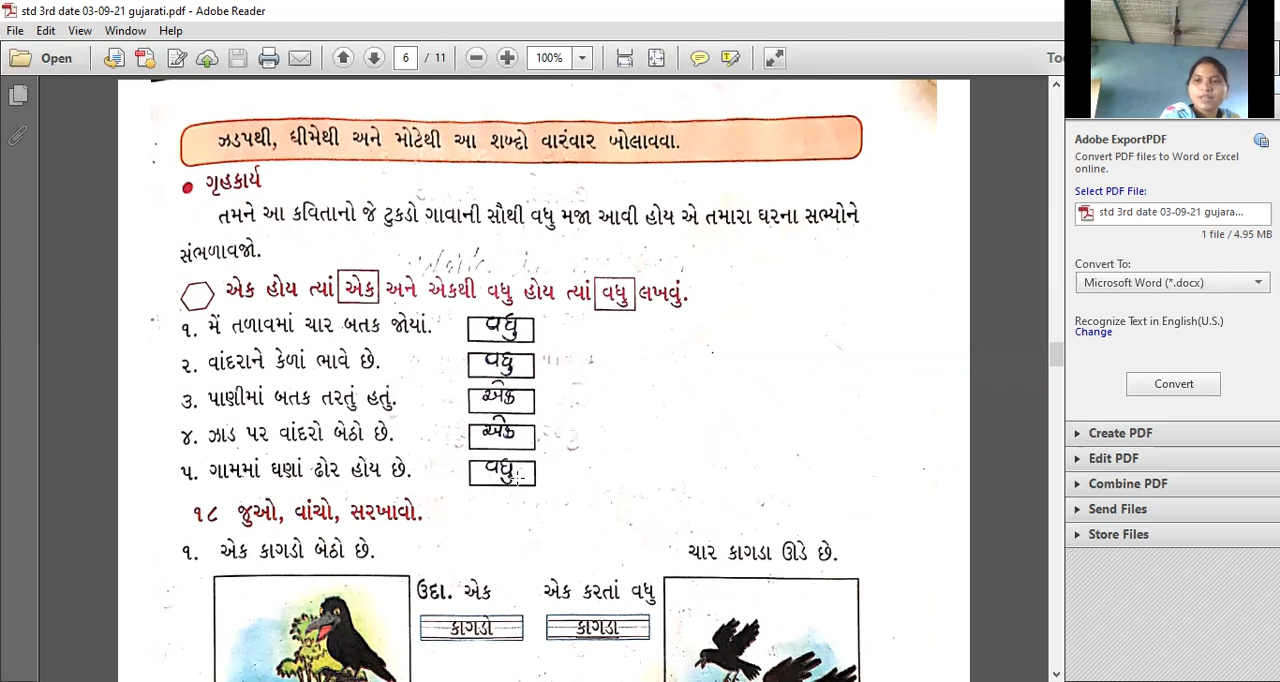 std 3rd date 03-09-21 gujarati.pdf - Adobe Reader
File Edit View Window Help
Open 6 / 11 100% To
ઝડપથી, ધીમેથી અને મોટેથી આ શબ્દો વારંવાર બોલાવવા.
ગૃહકાર્ય
તમને આ કવિતાનો જે ટુકડો ગાવાની સૌથી વધુ મજા આવી હોય એ તમારા ઘરના સભ્યોને
સંભળાવજો.
એક હોય ત્યાં એક અને એકથી વધુ હોય ત્યાં વધુ લખવું.
૧. મેં તળાવમાં ચાર બતક જોયાં. વધુ
૨. વાંદરાને કેળાં ભાવે છે. વધુ
૩. પાણીમાં બતક તરતું હતું. એક
૪. ઝાડ પર વાંદરો બેઠો છે. એક
૫. ગામમાં ઘણાં ઢોર હોય છે. વધુ
૧૮ જુઓ, વાંચો, સરખાવો.
૧. એક કાગડો બેઠો છે. ચાર કાગડા ઊડે છે.
ઉદા. એક એક કરતાં વધુ
કાગડો કાગડા
Adobe ExportPDF
Convert PDF files to Word or Excel
online.
Select PDF File:
std 3rd date 03-09-21 gujara...
1 file / 4.95 MB
Convert To:
Microsoft Word (*.docx)
Recognize Text in English(U.S.)
Change
Convert
Create PDF
Edit PDF
Combine PDF
Send Files
Store Files